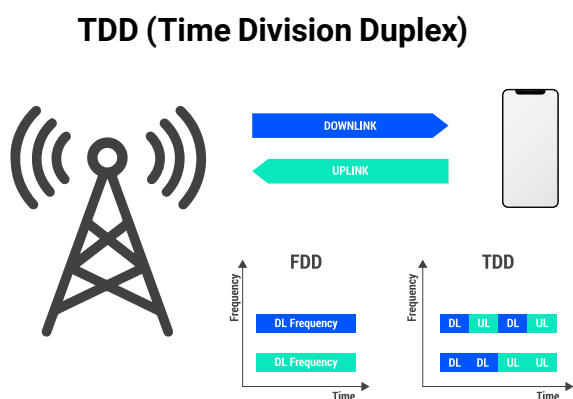 TDD (Time Division Duplex)
DOWNLINK
UPLINK
FDD
Frequency
DL Frequency
DL Frequency
Time
TDD
Frequency
DL UL DL UL
DL DL UL UL
Time